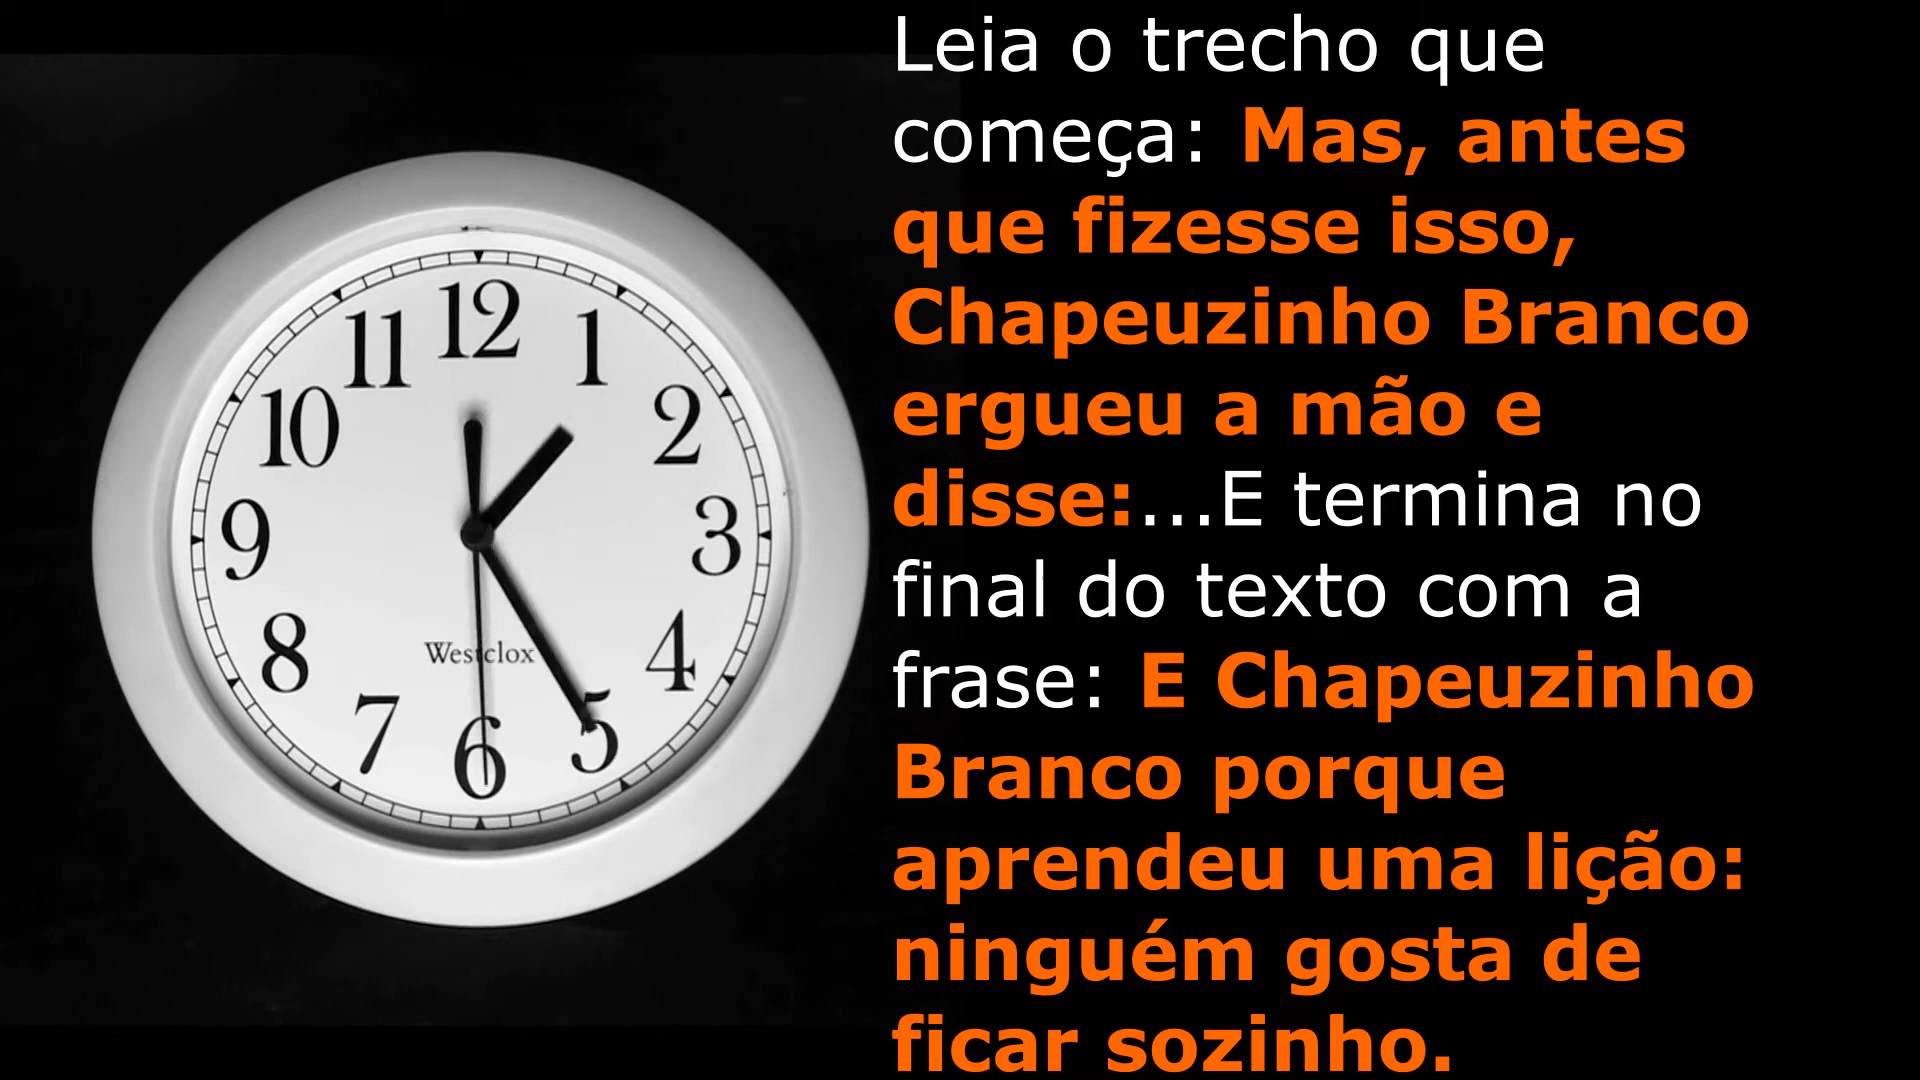 12
11
1
10
2
9
3
8
4
7
5
6
Westclox
Leia o trecho que
começa: Mas, antes
que fizesse isso,
Chapeuzinho Branco
ergueu a mão e
disse:...E termina no
final do texto com a
frase: E Chapeuzinho
Branco porque
aprendeu uma lição:
ninguém gosta de
ficar sozinho.